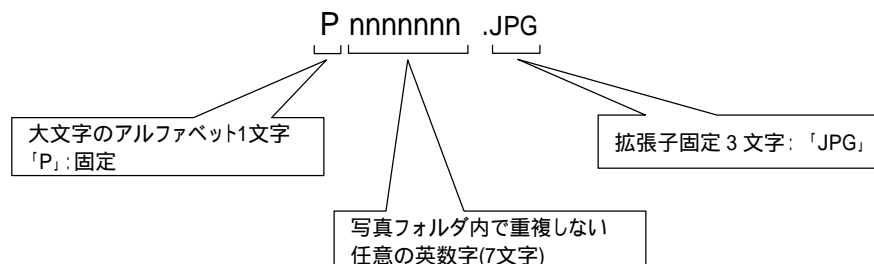 P nnnnnnn .JPG
大文字のアルファベット1文字
「P」:固定
拡張子固定 3 文字: 「JPG」
写真フォルダ内で重複しない
任意の英数字(7文字)